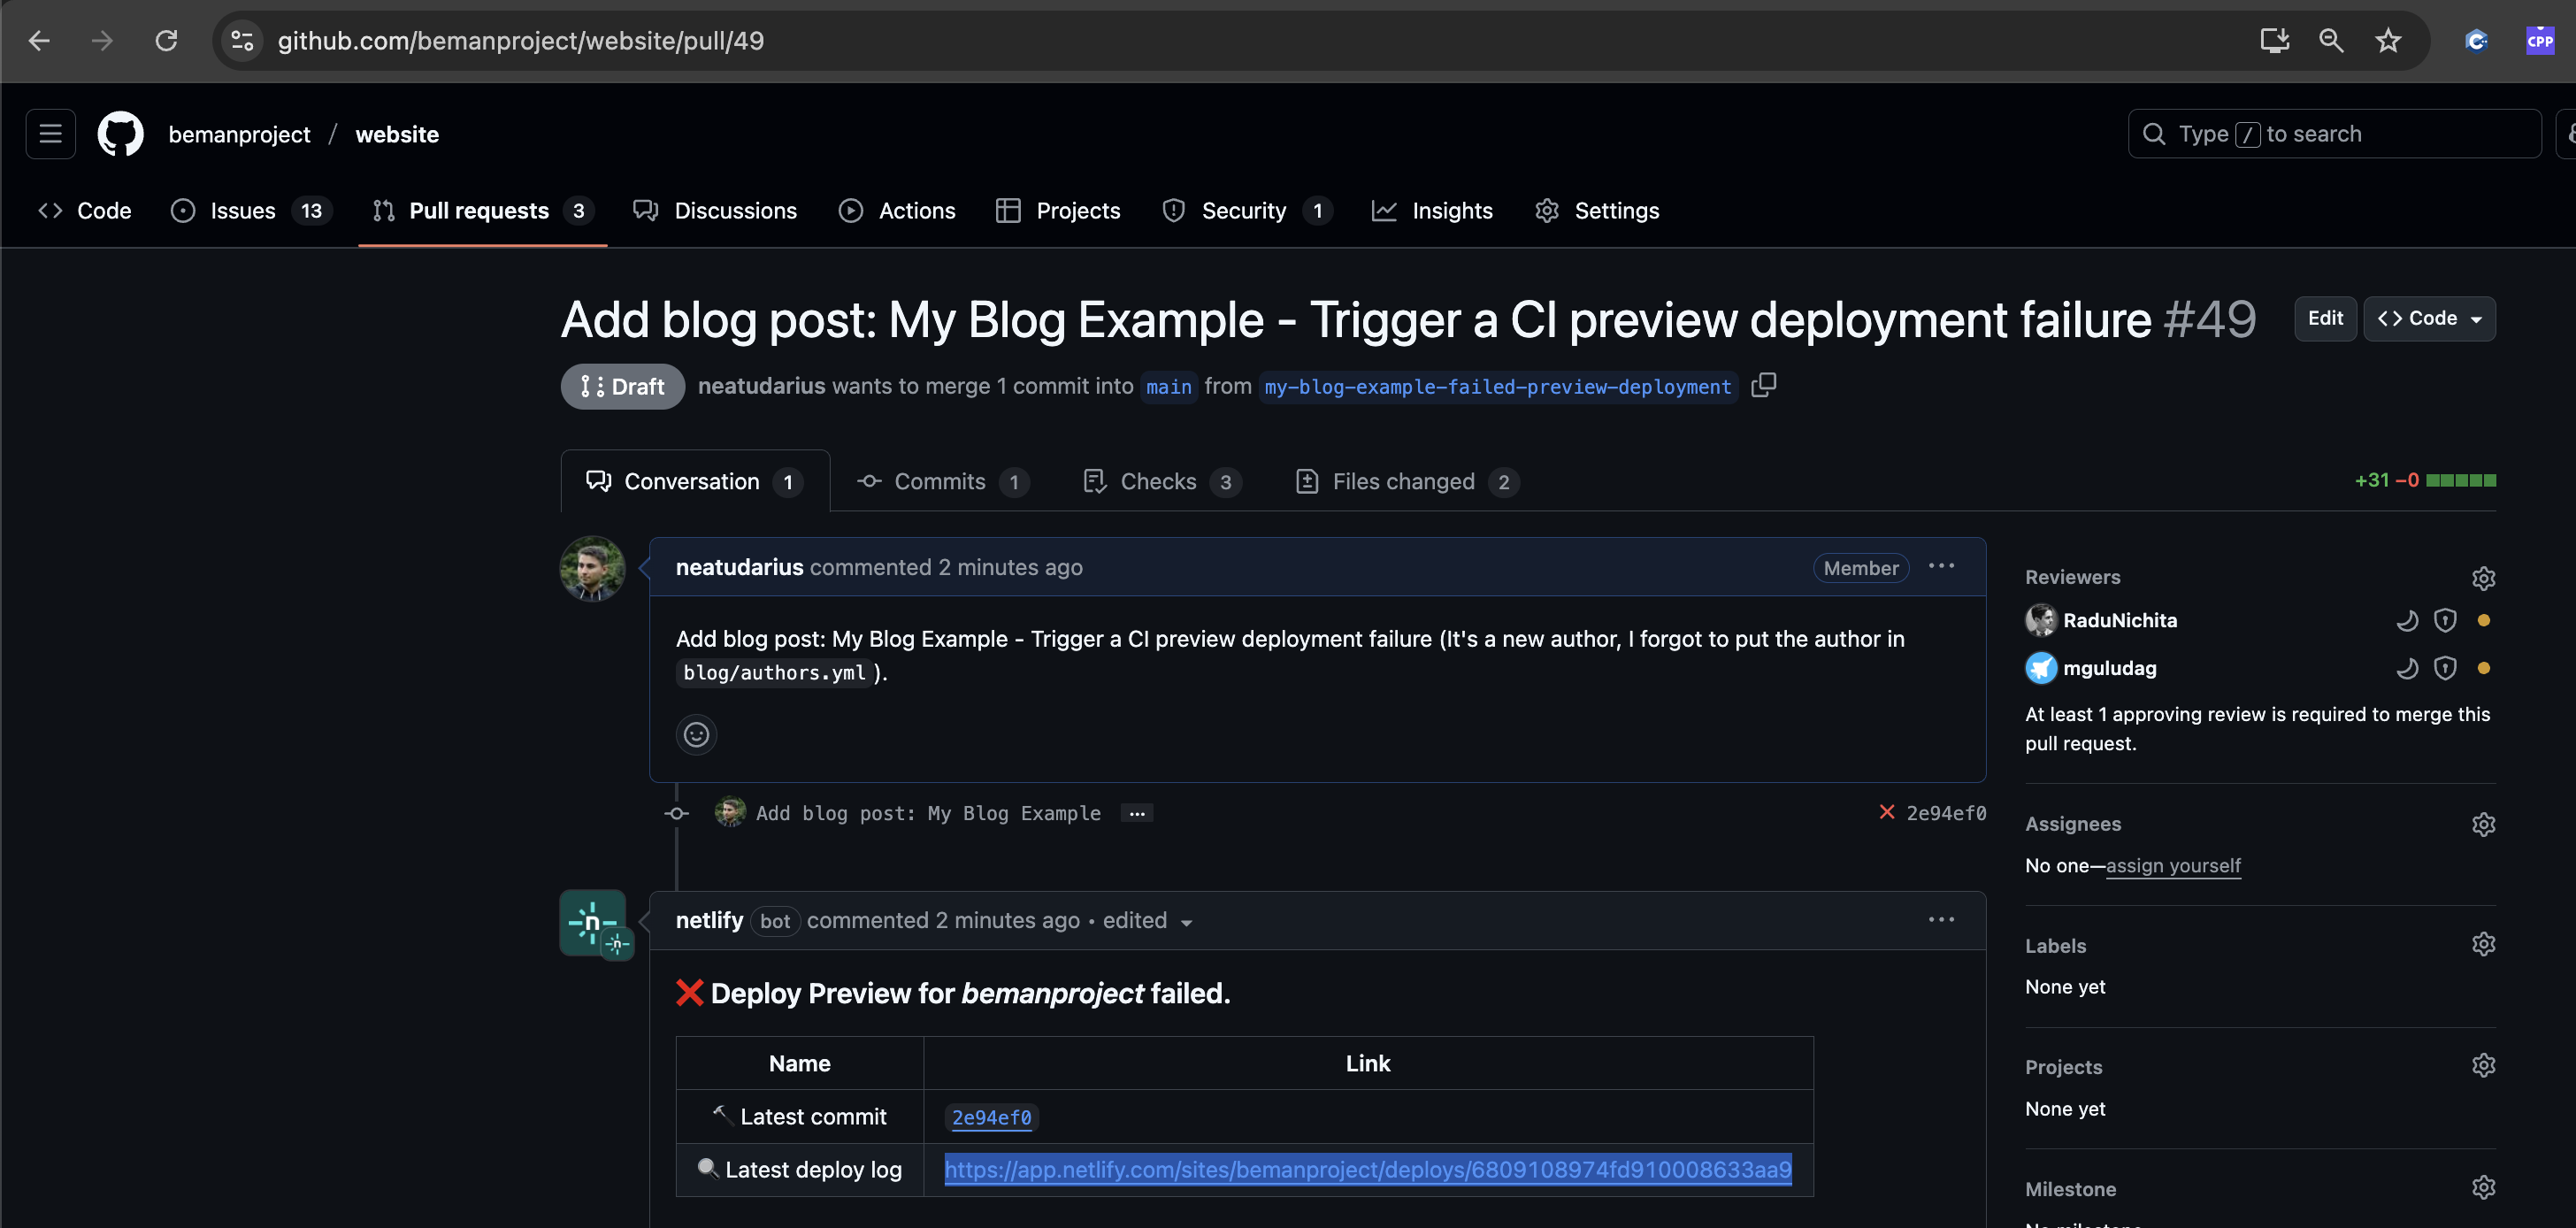 github.com/bemanproject/website/pull/49
CPP
bemanproject / website
Type / to search
Code Issues 13 Pull requests 3 Discussions Actions Projects Security 1 Insights Settings
Add blog post: My Blog Example - Trigger a CI preview deployment failure #49
Edit
<> Code
Draft
neatudarius wants to merge 1 commit into main from my-blog-example-failed-preview-deployment
Conversation 1 Commits 1 Checks 3 Files changed 2
+31 −0
neatudarius commented 2 minutes ago
Member
Add blog post: My Blog Example - Trigger a CI preview deployment failure (It's a new author, I forgot to put the author in
blog/authors.yml ).
Add blog post: My Blog Example ...
2e94ef0
netlify bot commented 2 minutes ago • edited
❌ Deploy Preview for bemanproject failed.
Name Link
🔨 Latest commit 2e94ef0
🔍 Latest deploy log https://app.netlify.com/sites/bemanproject/deploys/6809108974fd910008633aa9
Reviewers
RaduNichita
mguludag
At least 1 approving review is required to merge this
pull request.
Assignees
No one—assign yourself
Labels
None yet
Projects
None yet
Milestone